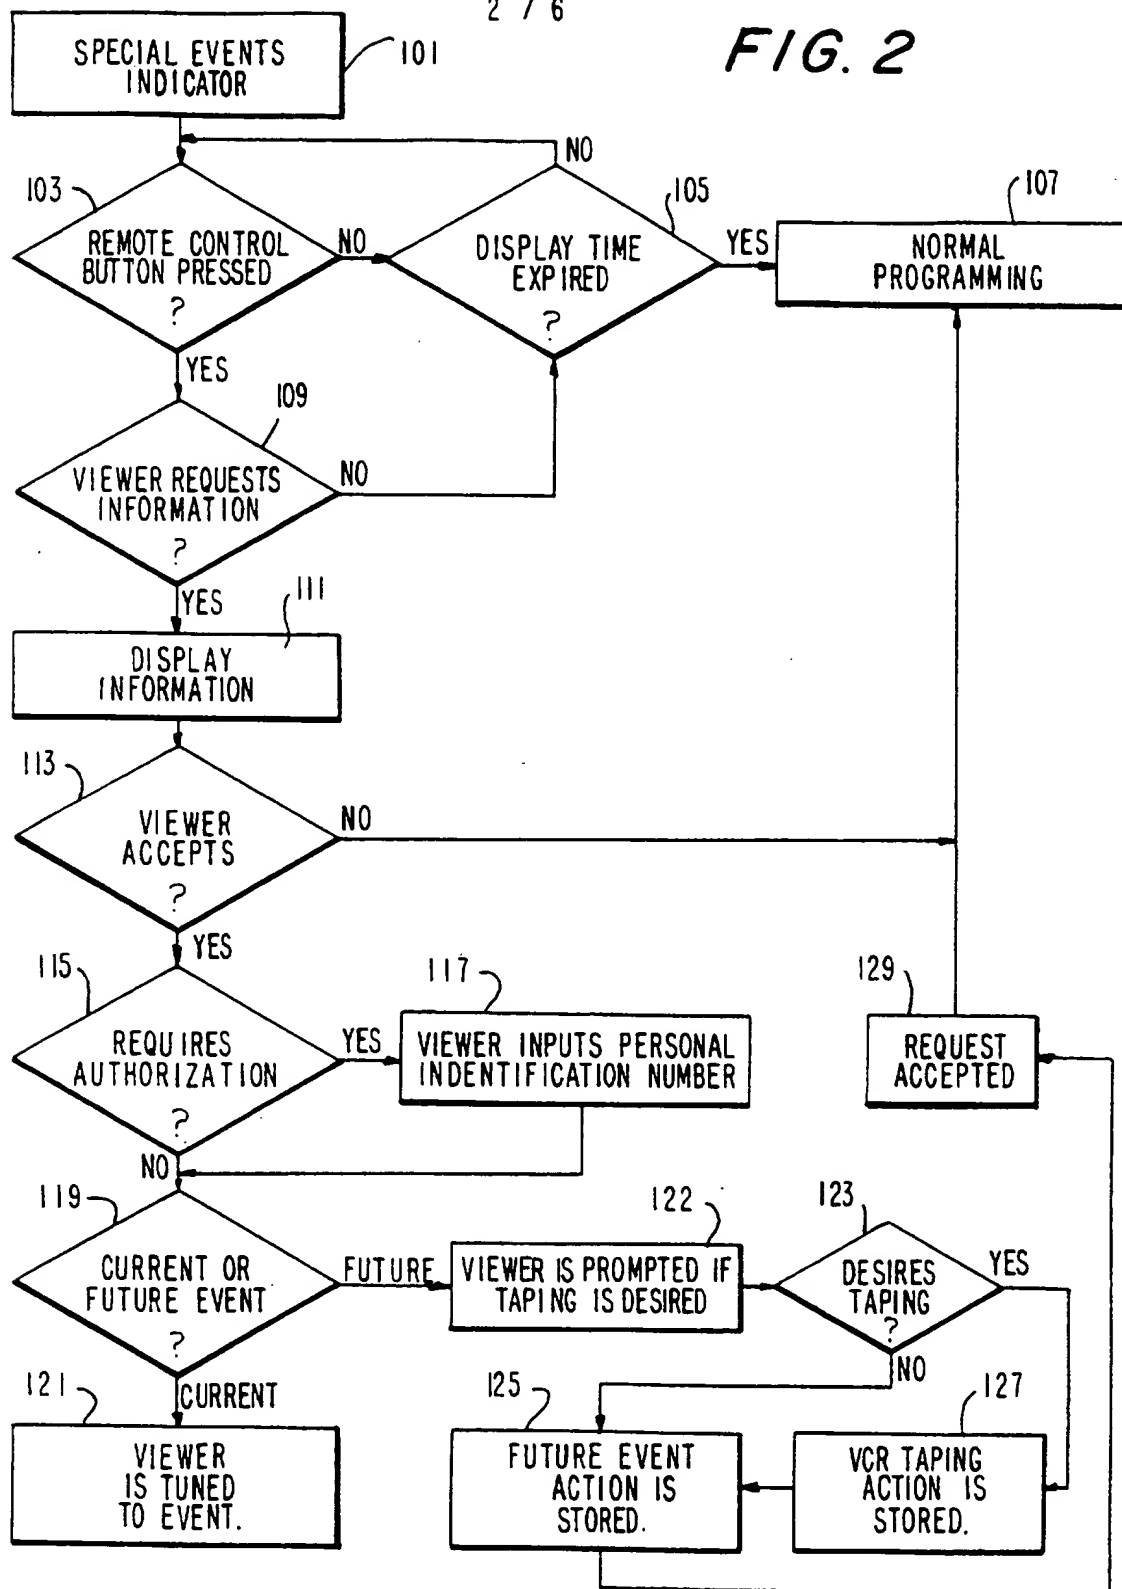 2 / 6
FIG. 2
SPECIAL EVENTS
INDICATOR
101
NO
103
REMOTE CONTROL
BUTTON PRESSED
?
NO
105
DISPLAY TIME
EXPIRED
?
YES
107
NORMAL
PROGRAMMING
YES
109
VIEWER REQUESTS
INFORMATION
?
NO
YES
111
DISPLAY
INFORMATION
113
VIEWER
ACCEPTS
?
NO
YES
115
REQUIRES
AUTHORIZATION
?
YES
117
VIEWER INPUTS PERSONAL
INDENTIFICATION NUMBER
129
REQUEST
ACCEPTED
NO
119
CURRENT OR
FUTURE EVENT
?
FUTURE
122
VIEWER IS PROMPTED IF
TAPING IS DESIRED
123
DESIRES
TAPING
?
YES
NO
CURRENT
121
VIEWER
IS TUNED
TO EVENT.
125
FUTURE EVENT
ACTION IS
STORED.
127
VCR TAPING
ACTION IS
STORED.